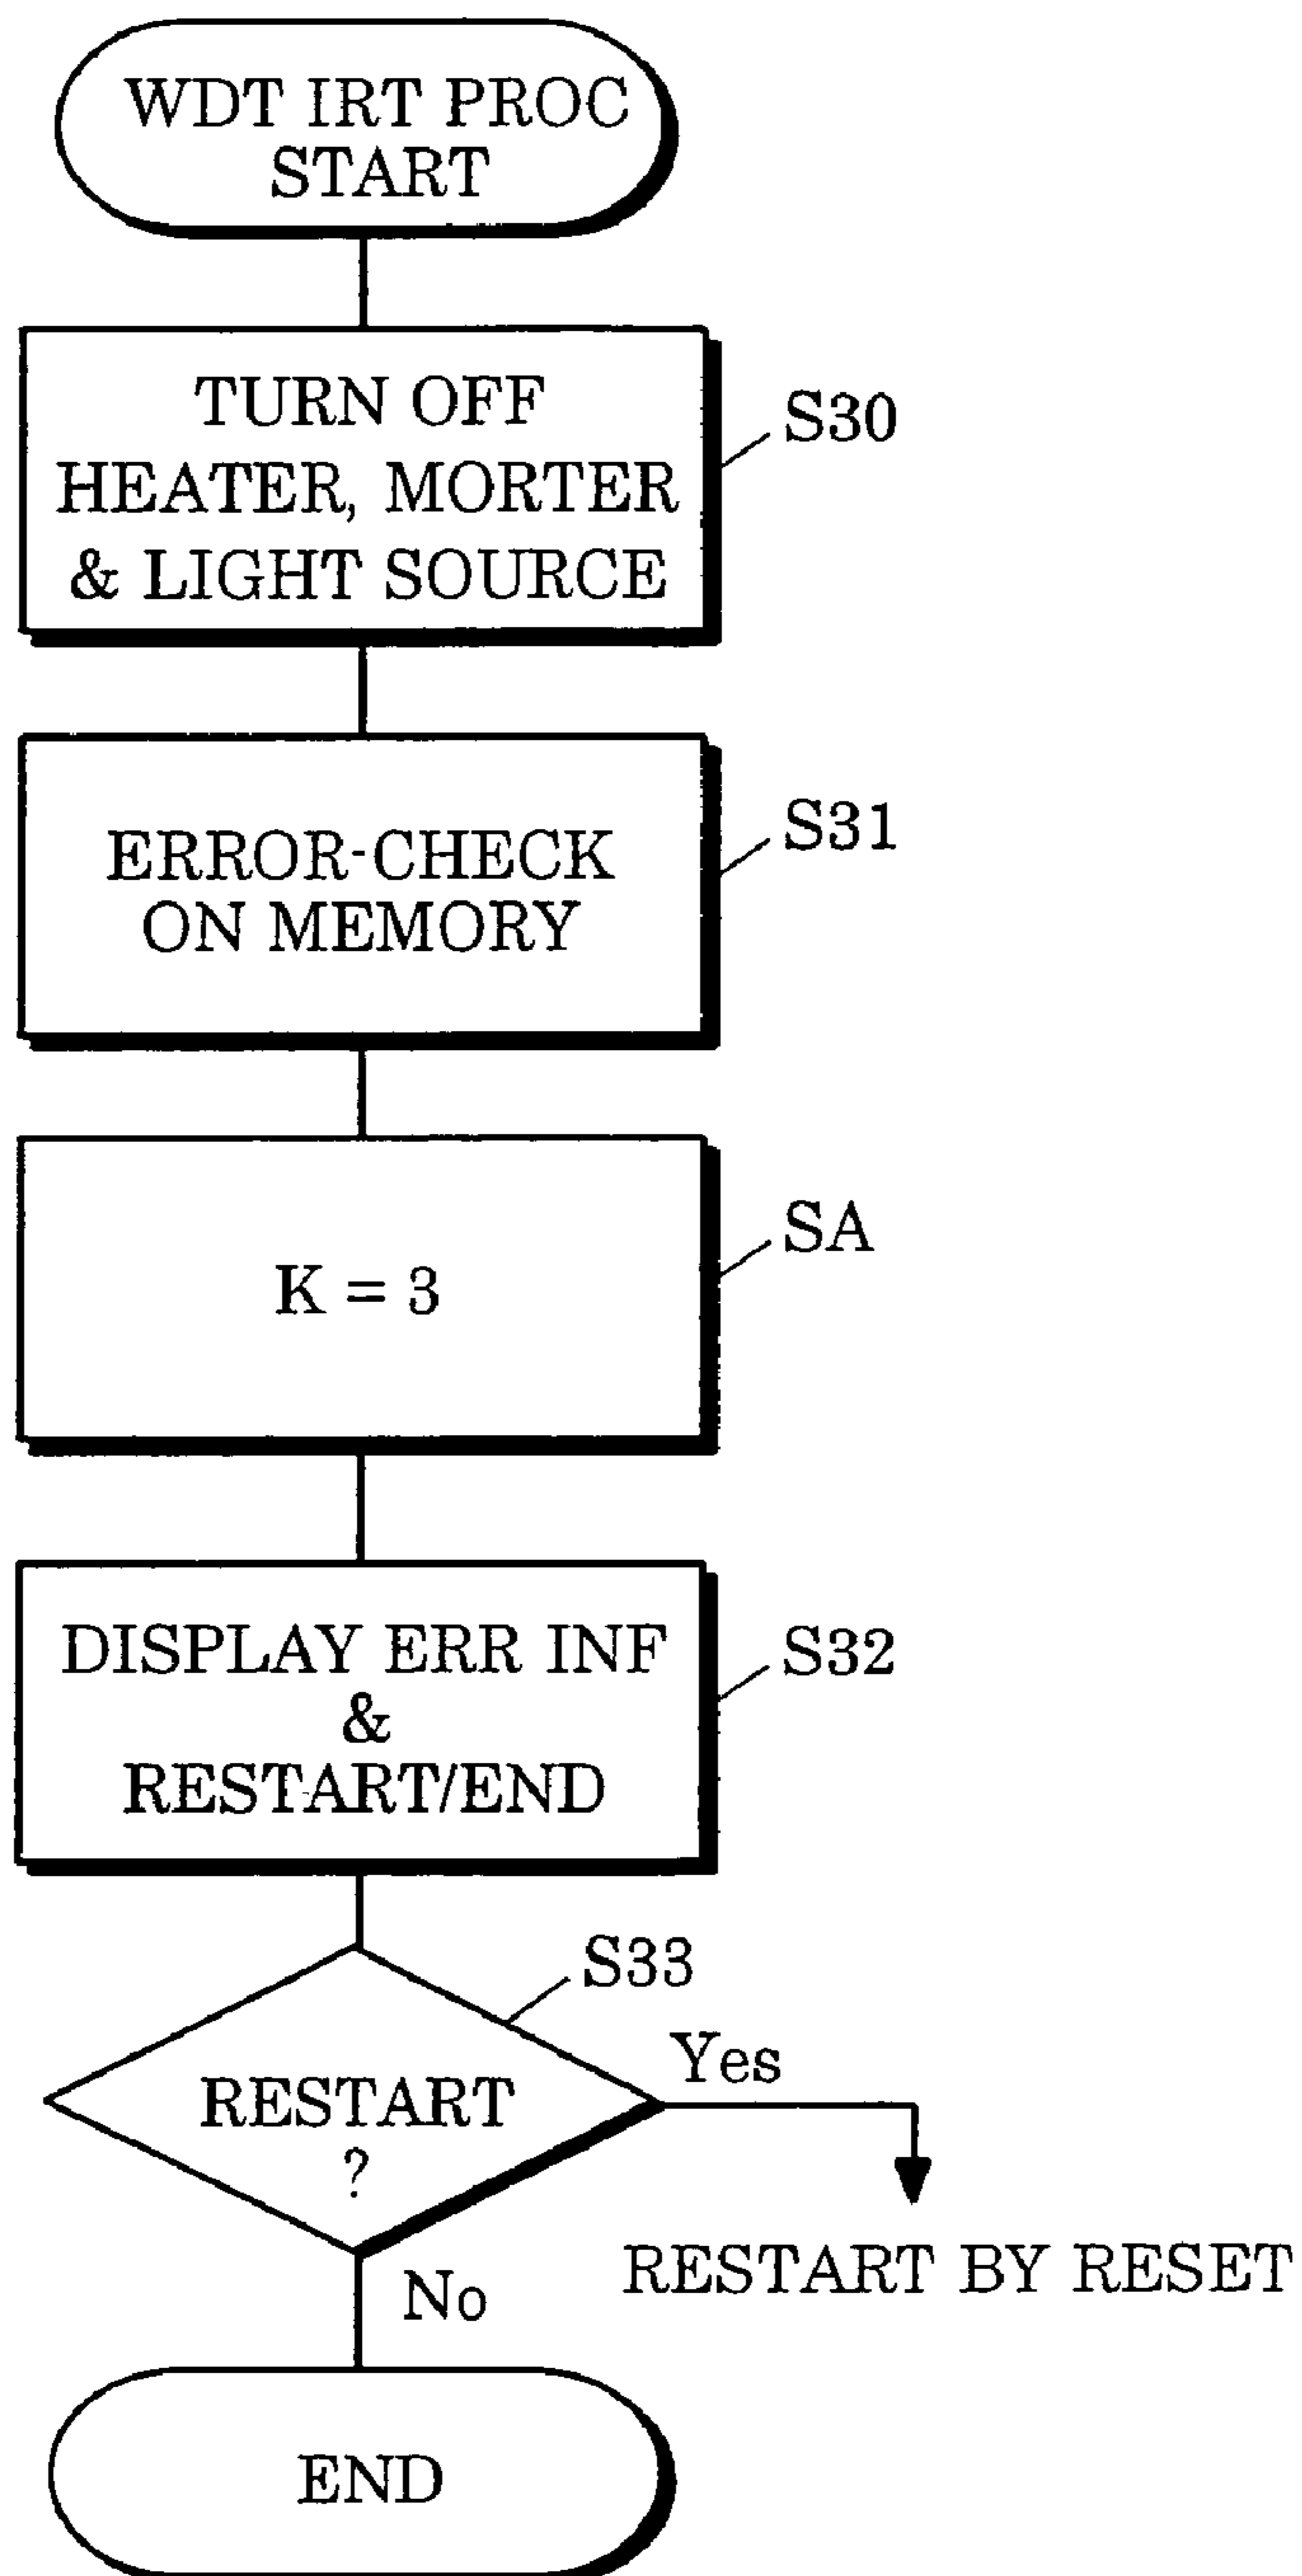 WDT IRT PROC
START
TURN OFF
HEATER, MORTER
& LIGHT SOURCE
S30
ERROR-CHECK
ON MEMORY
S31
K = 3
SA
DISPLAY ERR INF
&
RESTART/END
S32
S33
RESTART
?
Yes
RESTART BY RESET
No
END